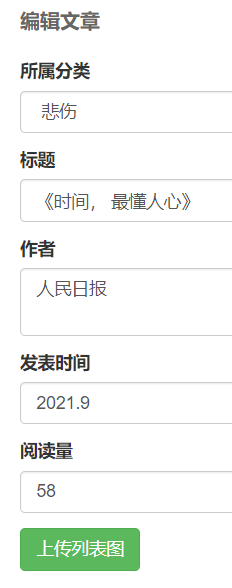 编辑文章
所属分类
悲伤
标题
《时间， 最懂人心》
作者
人民日报
发表时间
2021.9
阅读量
58
上传列表图